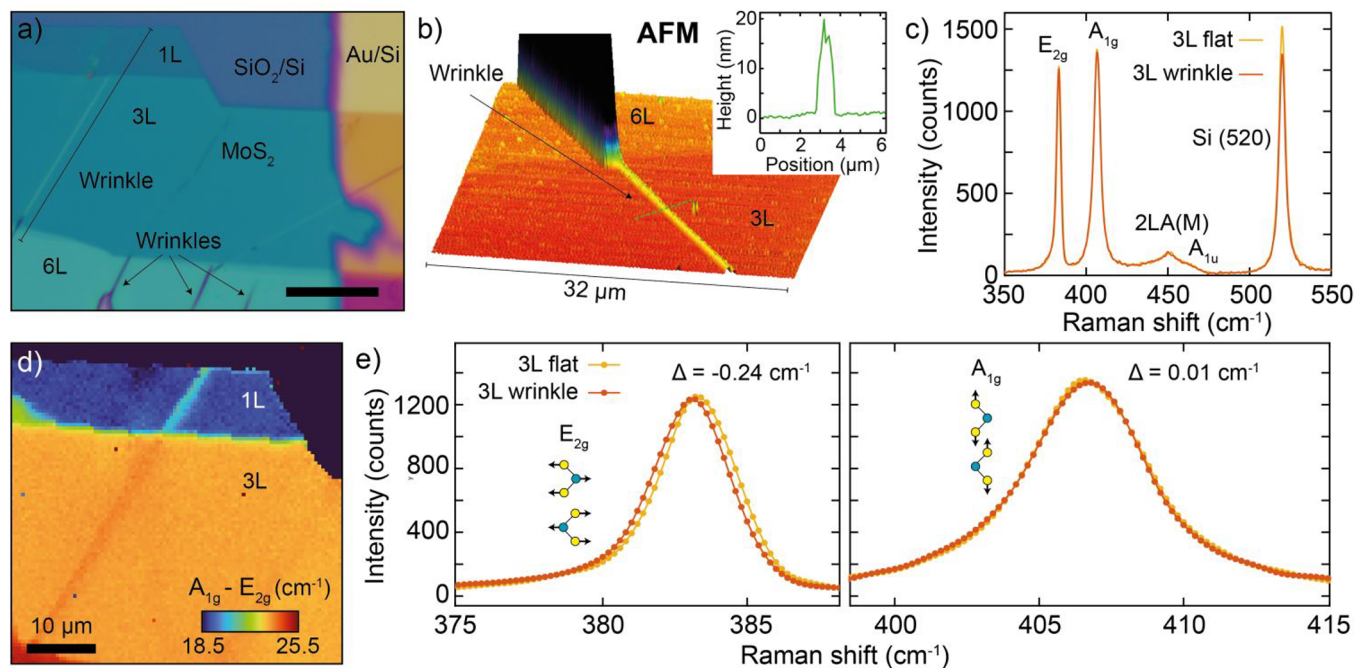 a)
1L
SiO2/Si
Au/Si
3L
MoS2
Wrinkle
Wrinkles
6L
b)
AFM
Wrinkle
6L
3L
32 µm
Height (nm)
20
10
0
0 2 4 6
Position (µm)
c)
A1g
E2g
3L flat
3L wrinkle
Si (520)
2LA(M)
A1u
Intensity (counts)
1500
1000
500
0
350 400 450 500 550
Raman shift (cm-1)
d)
1L
3L
A1g - E2g (cm-1)
10 µm
18.5 25.5
e)
3L flat
3L wrinkle
Δ = -0.24 cm-1
E2g
A1g
Δ = 0.01 cm-1
Intensity (counts)
1200
800
400
0
375 380 385
400 405 410 415
Raman shift (cm-1)
Raman shift (cm-1)